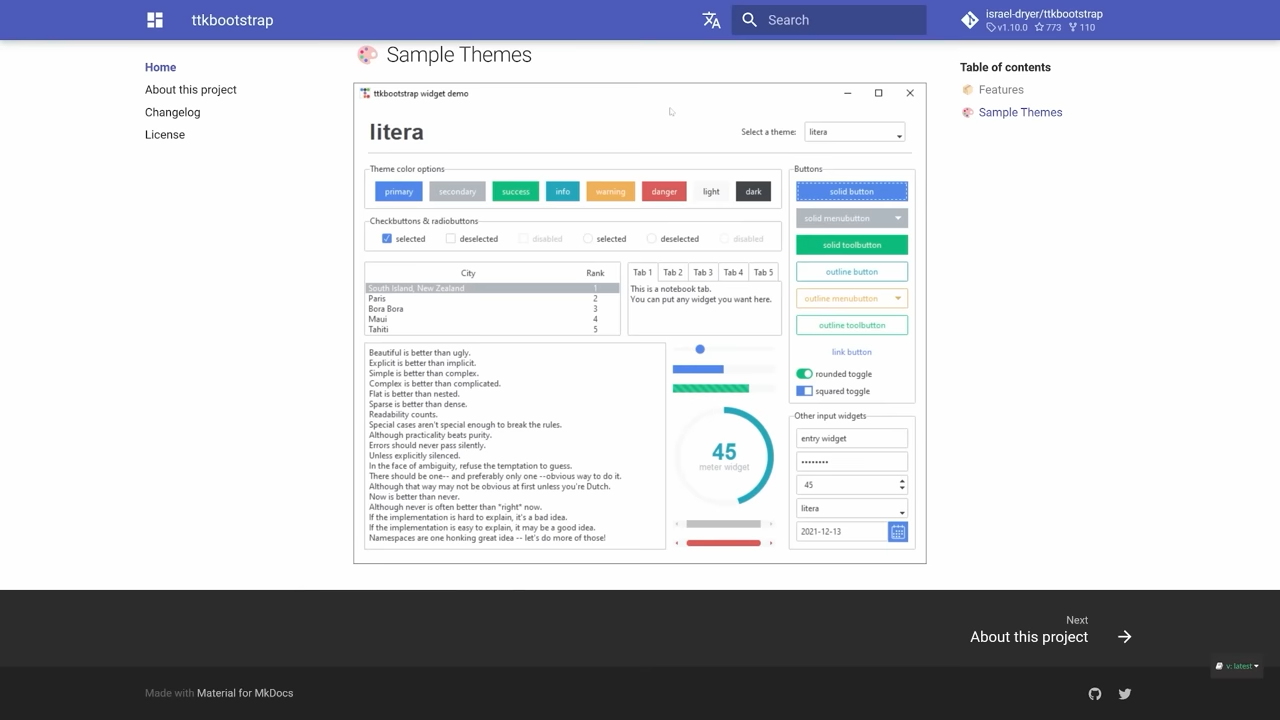 ttkbootstrap
Search
israel-dryer/ttkbootstrap
v1.10.0 773 110
Home
About this project
Changelog
License
Sample Themes
ttkbootstrap widget demo
litera
Select a theme: litera
Theme color options
primary secondary success info warning danger light dark
Checkbuttons & radiobuttons
selected deselected disabled selected deselected disabled
City Rank
South Island, New Zealand 1
Paris 2
Bora Bora 3
Maui 4
Tahiti 5
Tab 1 Tab 2 Tab 3 Tab 4 Tab 5
This is a notebook tab.
You can put any widget you want here.
Beautiful is better than ugly.
Explicit is better than implicit.
Simple is better than complex.
Complex is better than complicated.
Flat is better than nested.
Sparse is better than dense.
Readability counts.
Special cases aren't special enough to break the rules.
Although practicality beats purity.
Errors should never pass silently.
Unless explicitly silenced.
In the face of ambiguity, refuse the temptation to guess.
There should be one-- and preferably only one --obvious way to do it.
Although that way may not be obvious at first unless you're Dutch.
Now is better than never.
Although never is often better than *right* now.
If the implementation is hard to explain, it's a bad idea.
If the implementation is easy to explain, it may be a good idea.
Namespaces are one honking great idea -- let's do more of those!
45
meter widget
Buttons
solid button
solid menubutton
solid toolbutton
outline button
outline menubutton
outline toolbutton
link button
rounded toggle
squared toggle
Other input widgets
entry widget
••••••••
45
litera
2021-12-13
Table of contents
Features
Sample Themes
Next
About this project
v: latest
Made with Material for MkDocs